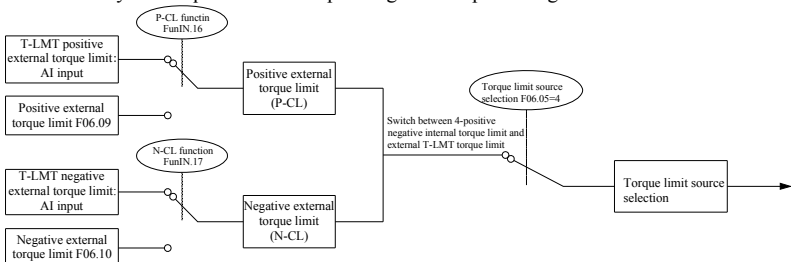 P-CL functin
FunIN.16
T-LMT positive
external torque limit:
AI input
Positive external
torque limit
(P-CL)
Positive external
torque limit F06.09
Torque limit source
selection F06.05=4
Switch between 4-positive
negative internal torque limit and
external T-LMT torque limit
N-CL function
FunIN.17
T-LMT negative
external torque limit:
AI input
Negative external
torque limit
(N-CL)
Torque limit source
selection
Negative external
torque limit F06.10